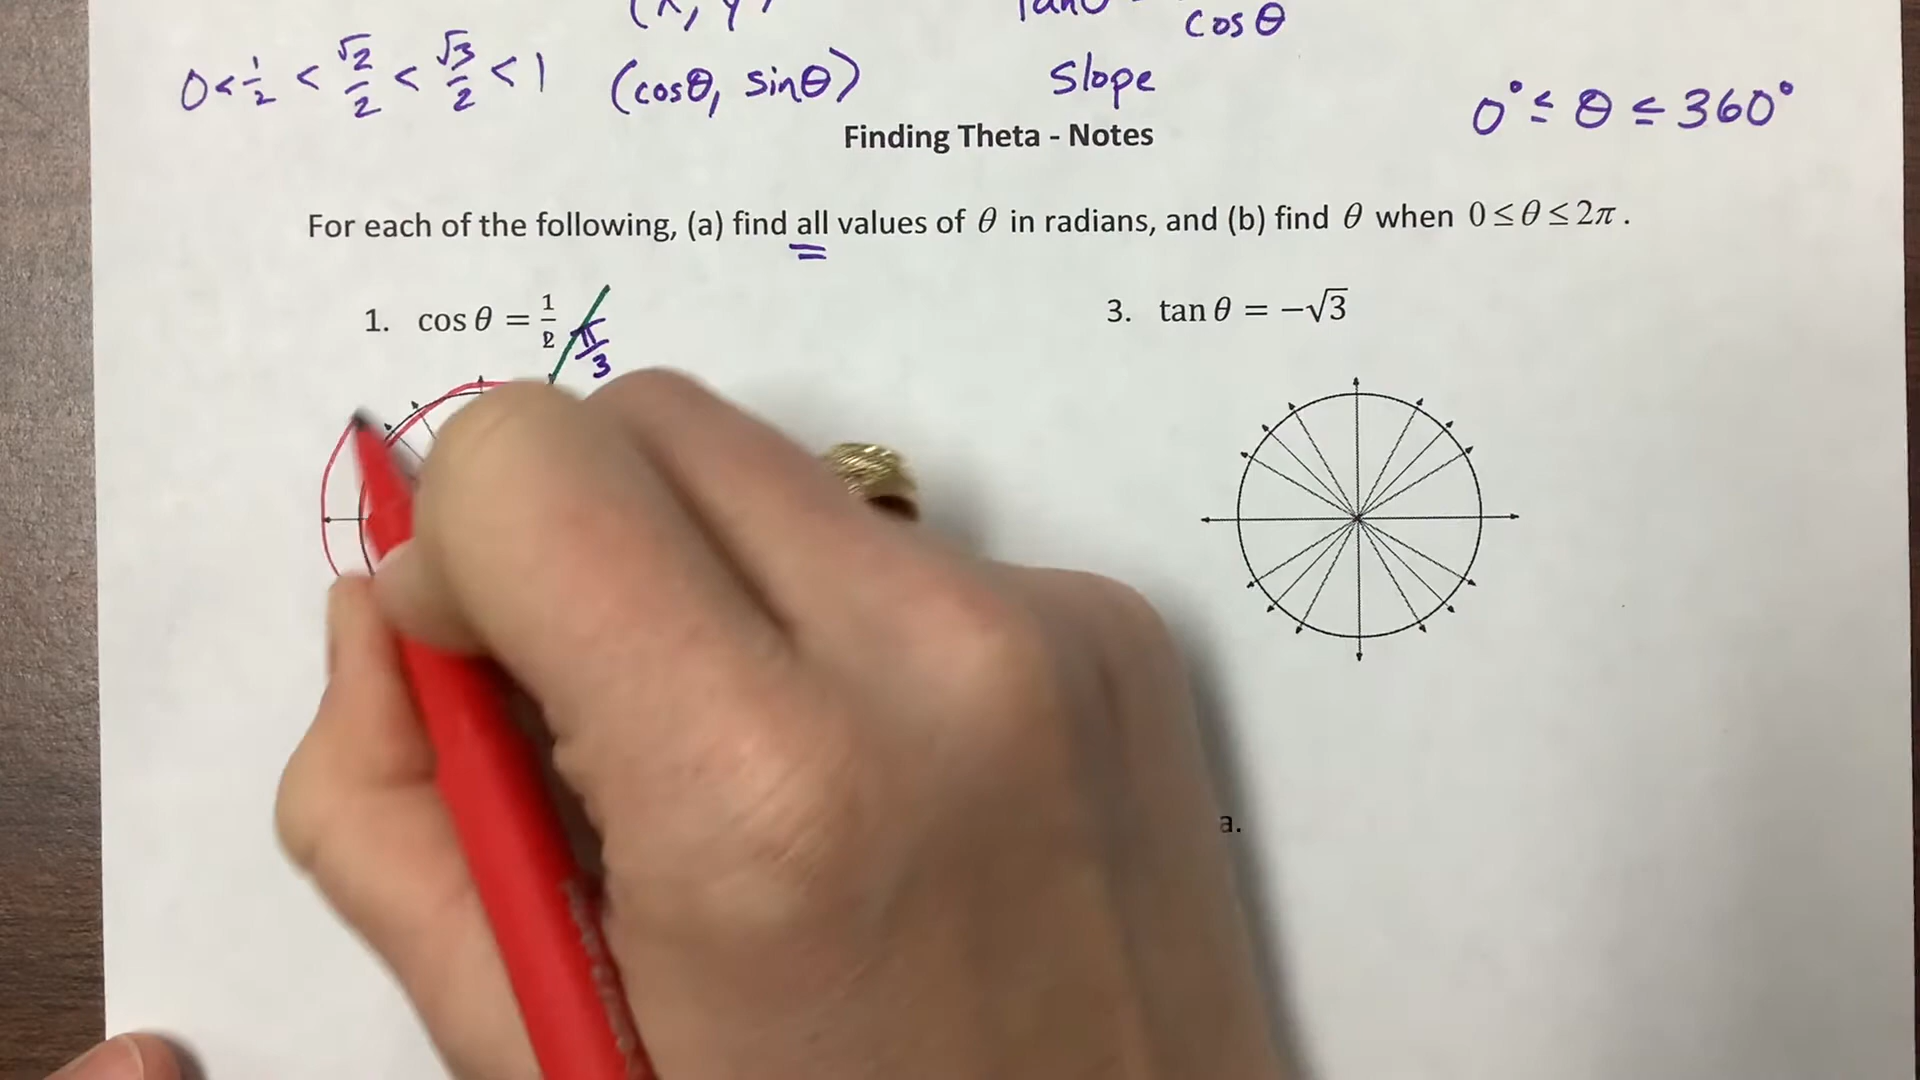 (x, y)
tanθ
cosθ
0 < 1/2 < √2/2 < √3/2 < 1
(cosθ, sinθ)
Slope
0° ≤ θ ≤ 360°
Finding Theta - Notes
For each of the following, (a) find all values of θ in radians, and (b) find θ when 0 ≤ θ ≤ 2π.
1. cos θ = 1/2
π/3
3. tan θ = −√3
a.